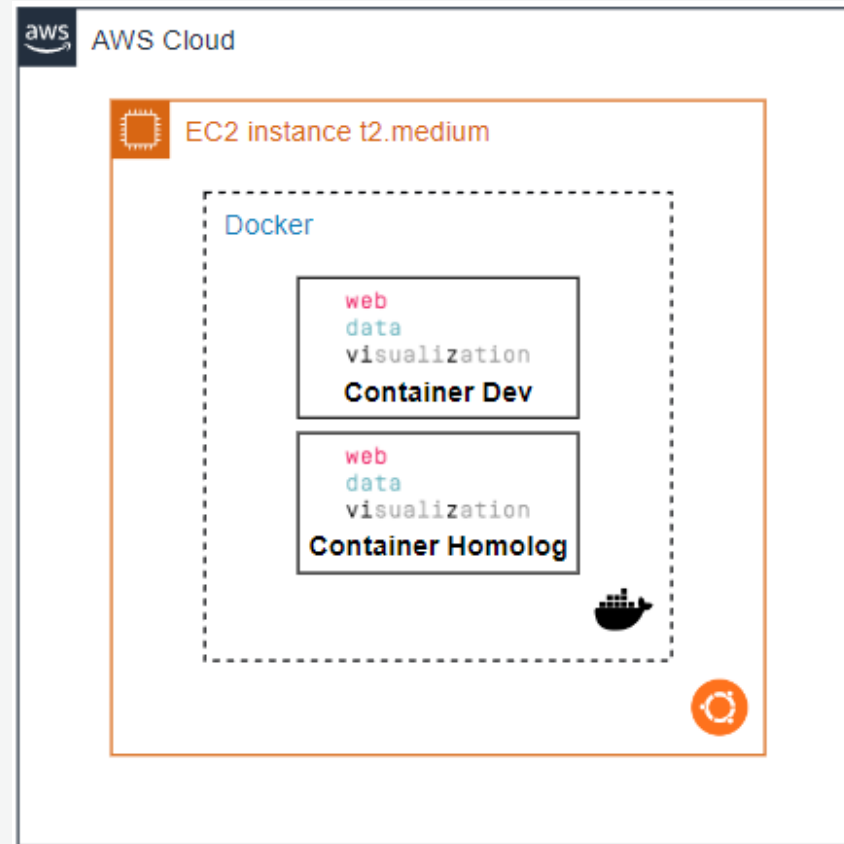 aws
AWS Cloud
EC2 instance t2.medium
Docker
web
data
visualization
Container Dev
web
data
visualization
Container Homolog